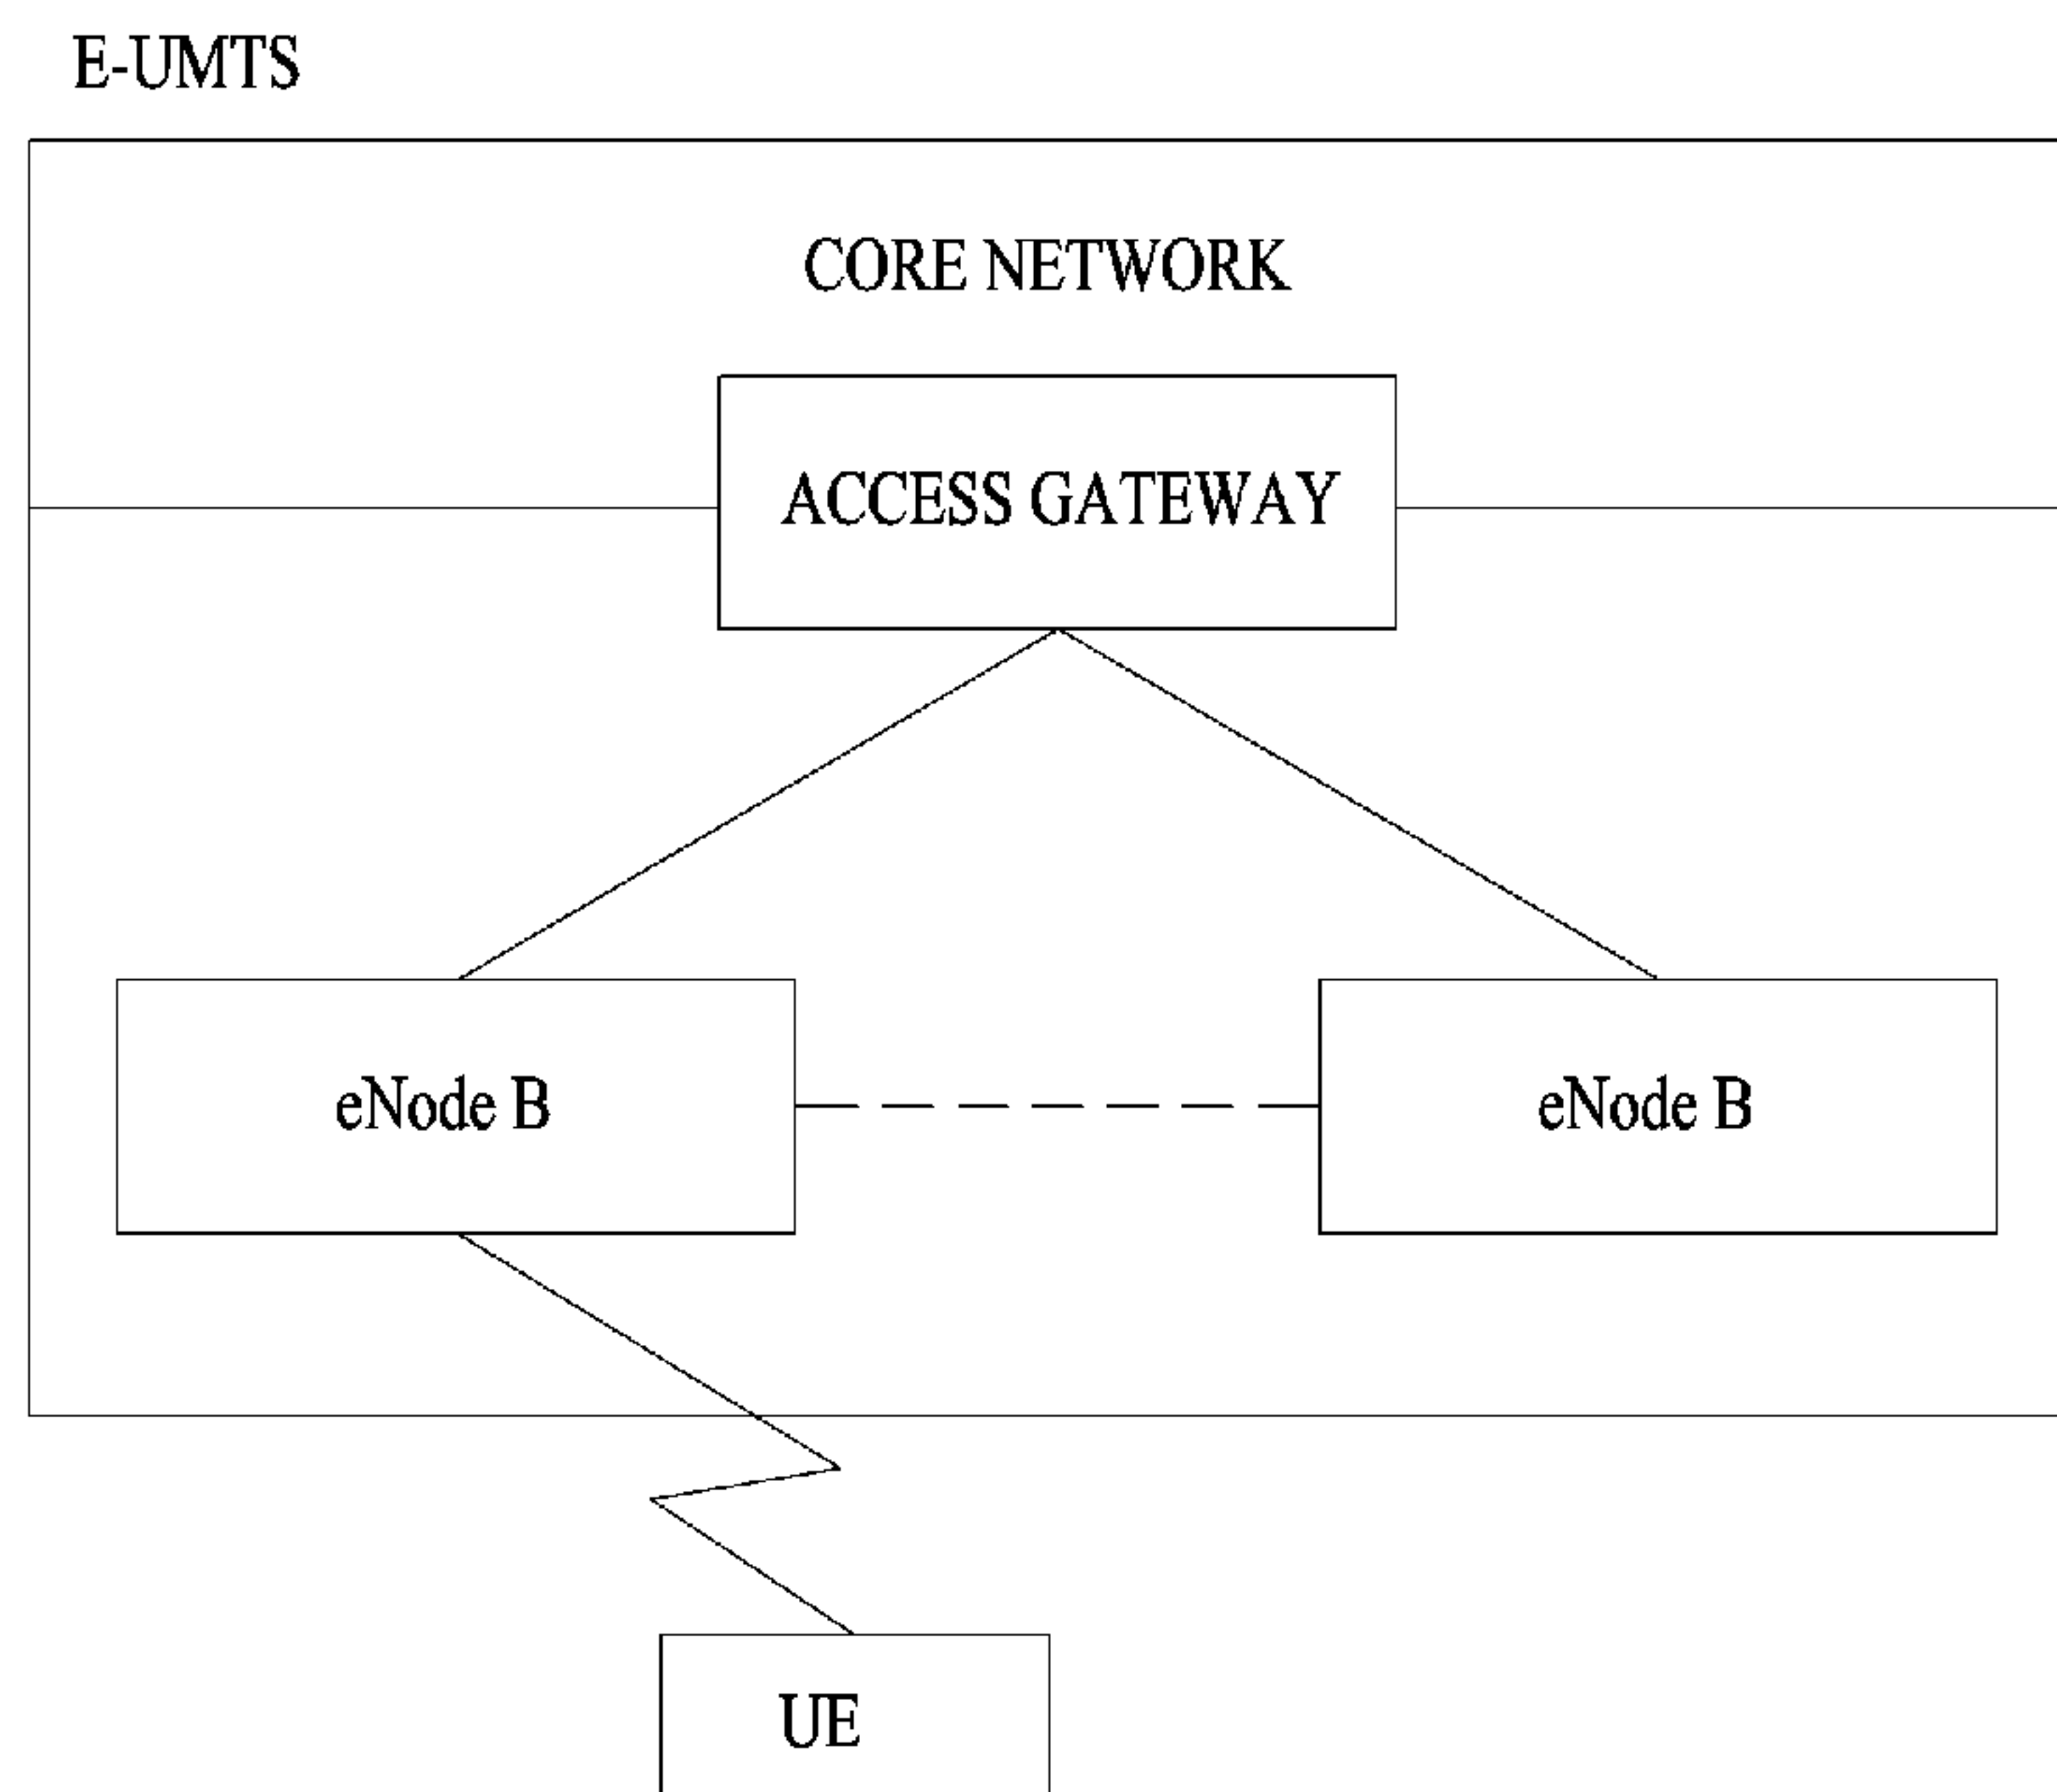 E-UMTS
CORE NETWORK
ACCESS GATEWAY
eNode B
eNode B
UE